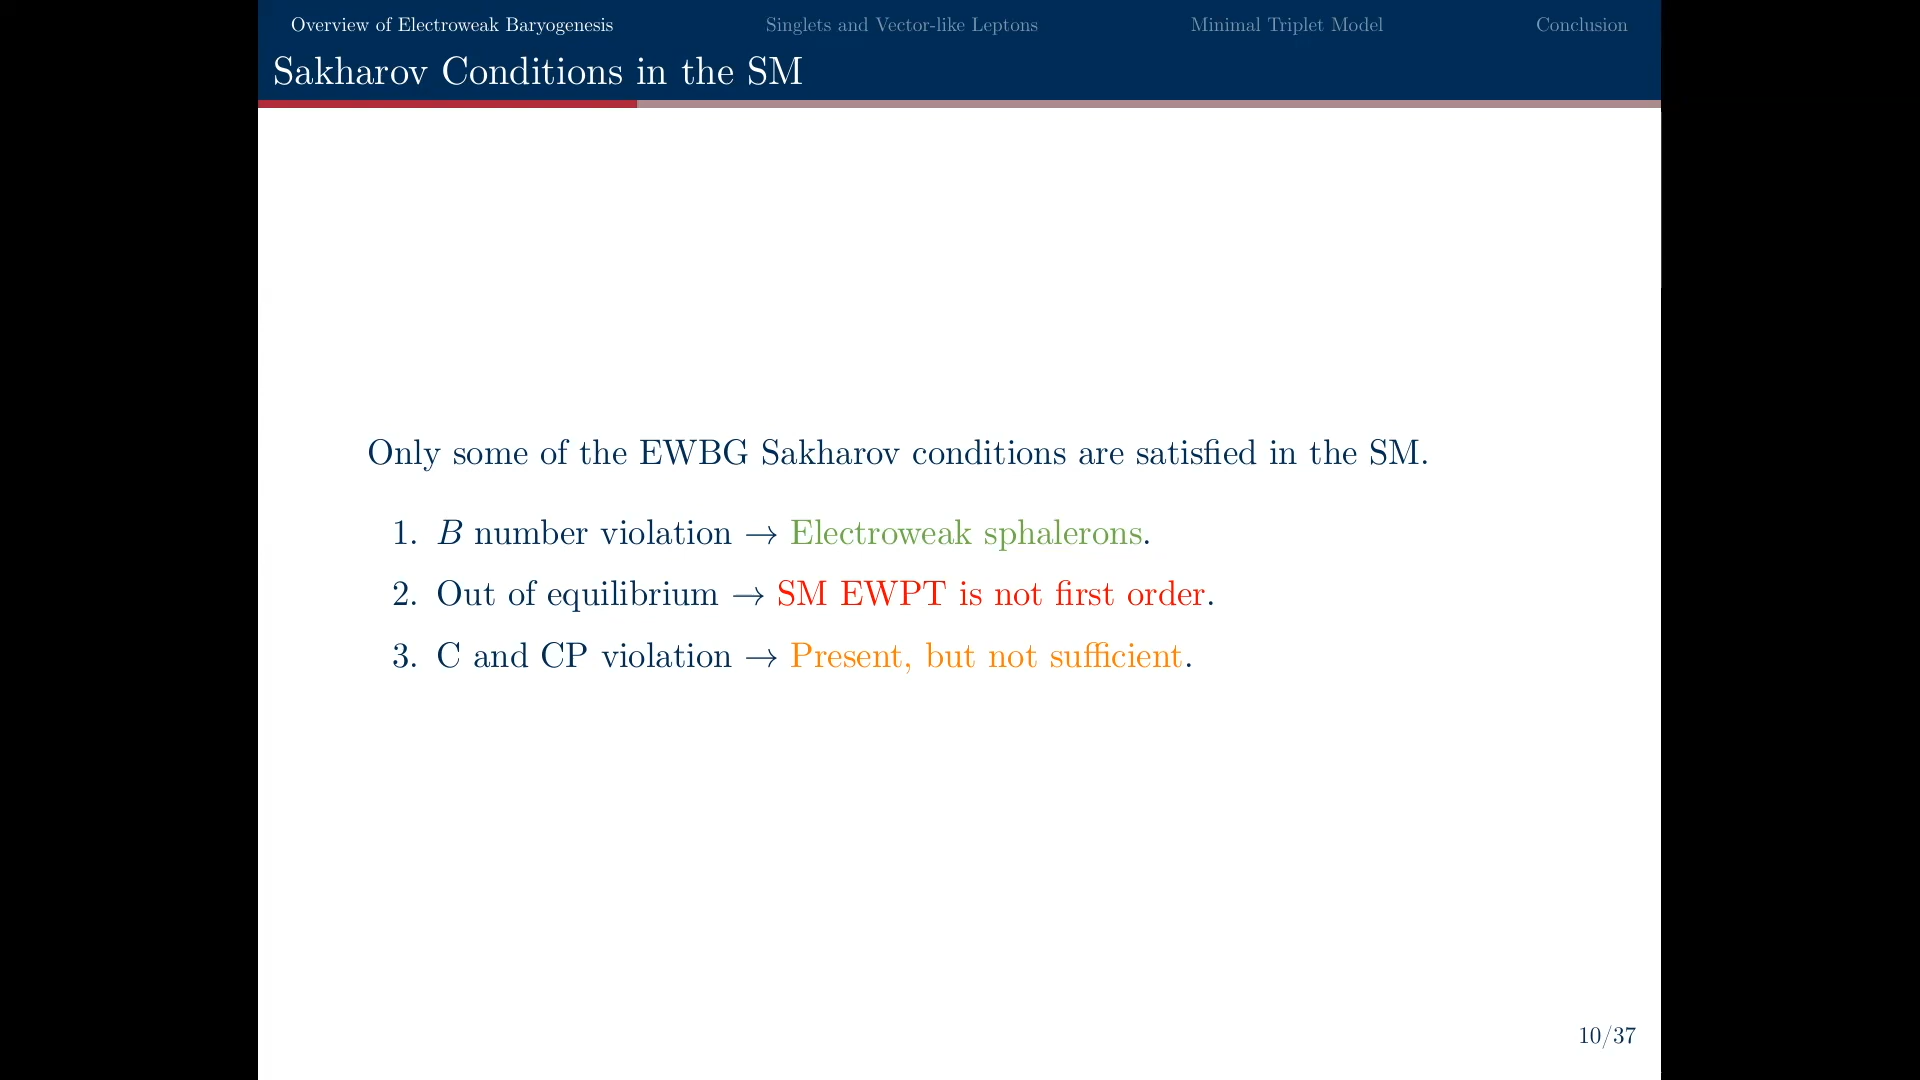 Overview of Electroweak Baryogenesis Singlets and Vector-like Leptons Minimal Triplet Model Conclusion
Sakharov Conditions in the SM
Only some of the EWBG Sakharov conditions are satisfied in the SM.
1. B number violation → Electroweak sphalerons.
2. Out of equilibrium → SM EWPT is not first order.
3. C and CP violation → Present, but not sufficient.
10/37